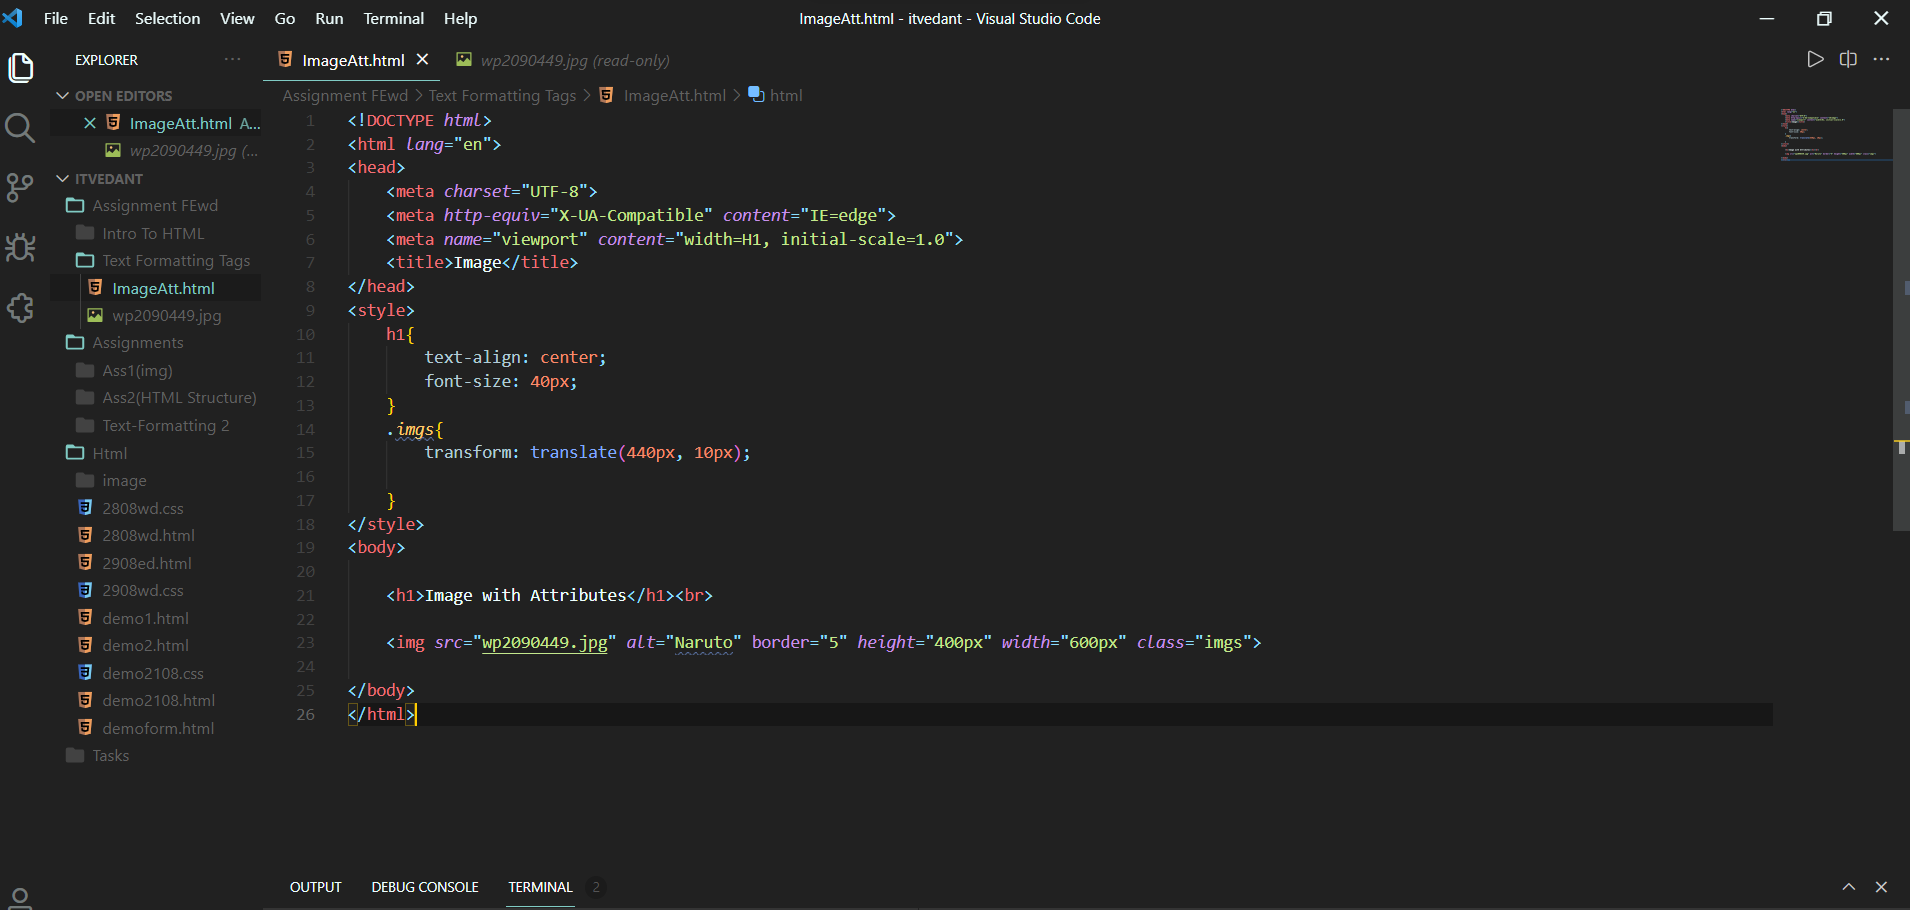 File Edit Selection View Go Run Terminal Help
ImageAtt.html - itvedant - Visual Studio Code
EXPLORER
OPEN EDITORS
ImageAtt.html A...
wp2090449.jpg (...
ITVEDANT
Assignment FEwd
Intro To HTML
Text Formatting Tags
ImageAtt.html
wp2090449.jpg
Assignments
Ass1(img)
Ass2(HTML Structure)
Text-Formatting 2
Html
image
2808wd.css
2808wd.html
2908ed.html
2908wd.css
demo1.html
demo2.html
demo2108.css
demo2108.html
demoform.html
Tasks
ImageAtt.html
wp2090449.jpg (read-only)
Assignment FEwd > Text Formatting Tags > ImageAtt.html > html
1 <!DOCTYPE html>
2 <html lang="en">
3 <head>
4 <meta charset="UTF-8">
5 <meta http-equiv="X-UA-Compatible" content="IE=edge">
6 <meta name="viewport" content="width=H1, initial-scale=1.0">
7 <title>Image</title>
8 </head>
9 <style>
10 h1{
11 text-align: center;
12 font-size: 40px;
13 }
14 .imgs{
15 transform: translate(440px, 10px);
16
17 }
18 </style>
19 <body>
20
21 <h1>Image with Attributes</h1><br>
22
23 <img src="wp2090449.jpg" alt="Naruto" border="5" height="400px" width="600px" class="imgs">
24
25 </body>
26 </html>
OUTPUT DEBUG CONSOLE TERMINAL 2